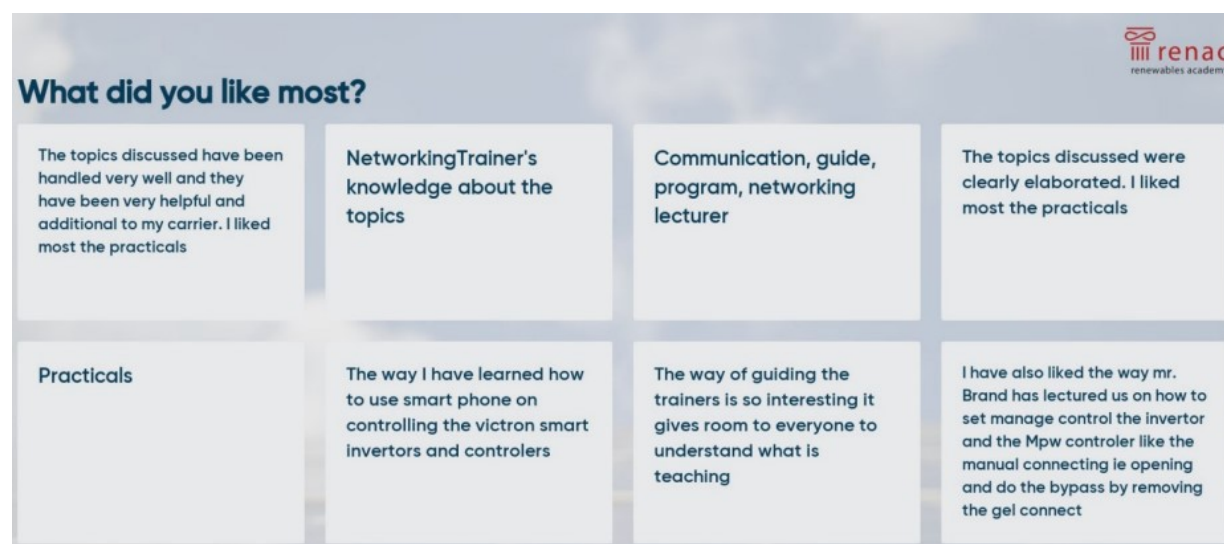 renac
renewables academy
What did you like most?
The topics discussed have been
handled very well and they
have been very helpful and
additional to my carrier. I liked
most the practicals
NetworkingTrainer's
knowledge about the
topics
Communication, guide,
program, networking
lecturer
The topics discussed were
clearly elaborated. I liked
most the practicals
Practicals
The way I have learned how
to use smart phone on
controlling the victron smart
invertors and controlers
The way of guiding the
trainers is so interesting it
gives room to everyone to
understand what is
teaching
I have also liked the way mr.
Brand has lectured us on how to
set manage control the invertor
and the Mpw controler like the
manual connecting ie opening
and do the bypass by removing
the gel connect